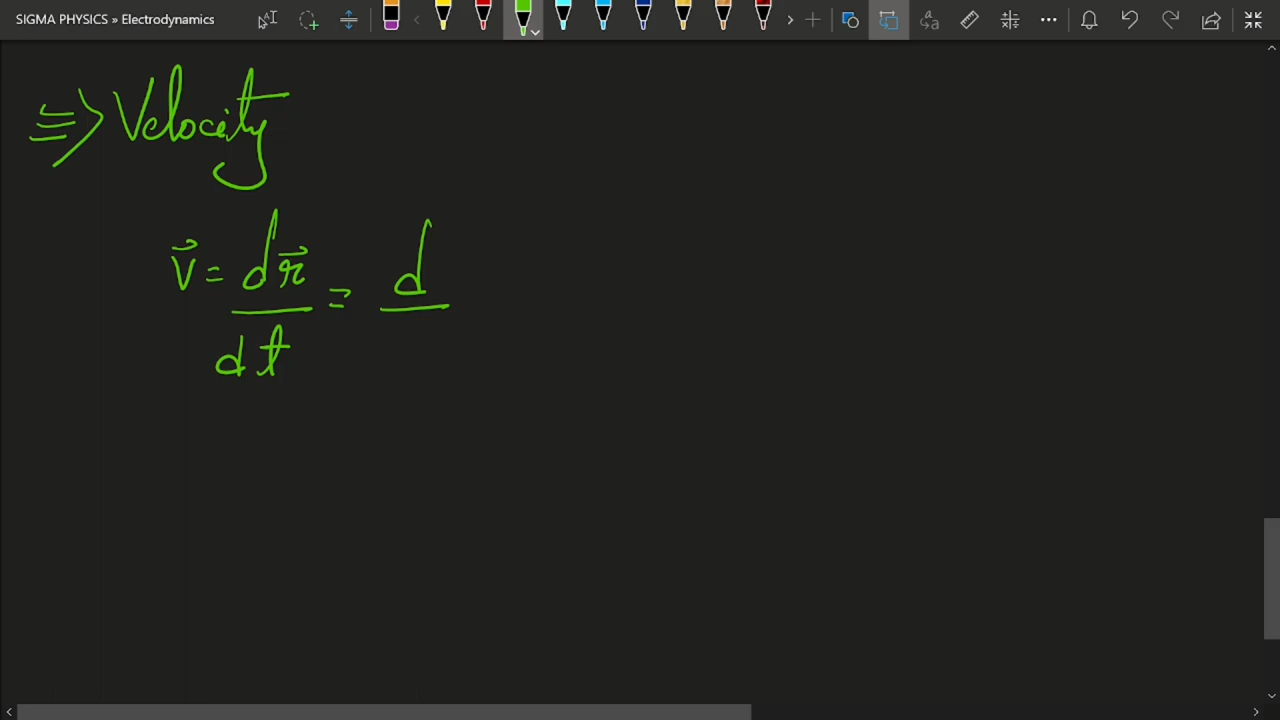 SIGMA PHYSICS » Electrodynamics
⇛ Velocity
v⃗ = dr⃗/dt = d/